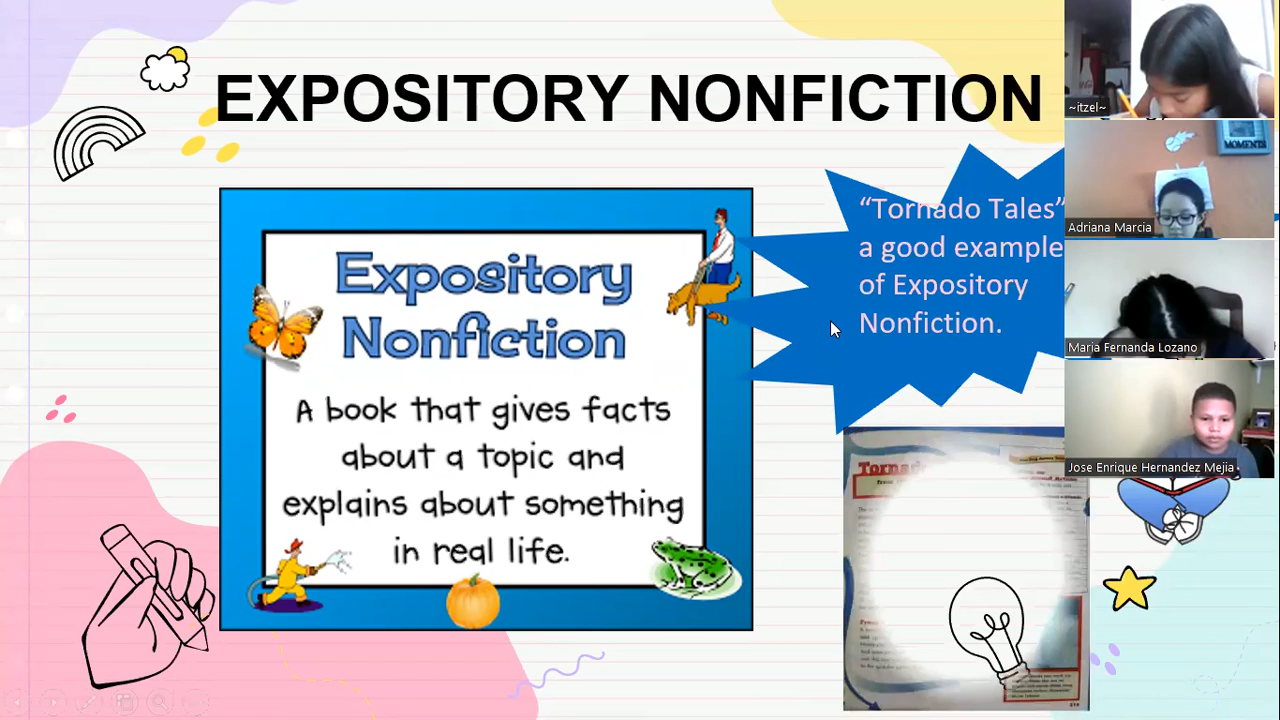 EXPOSITORY NONFICTION
Expository
Nonfiction
A book that gives facts
about a topic and
explains about something
in real life.
“Tornado Tales”
a good example
of Expository
Nonfiction.
~itzel~
MOMENTS
Adriana Marcia
Maria Fernanda Lozano
Jose Enrique Hernandez Mejia